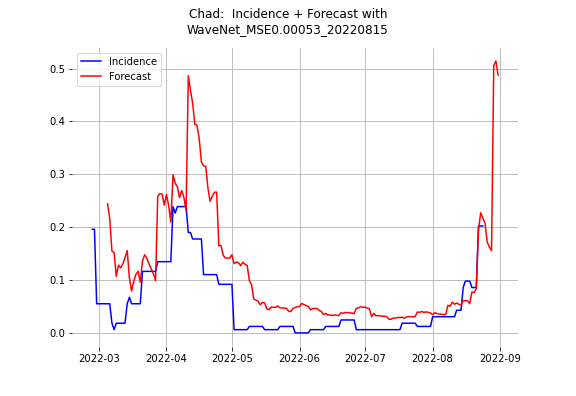 Chad:  Incidence + Forecast with
WaveNet_MSE0.00053_20220815
Incidence
Forecast
0.5
0.4
0.3
0.2
0.1
0.0
2022-03 2022-04 2022-05 2022-06 2022-07 2022-08 2022-09